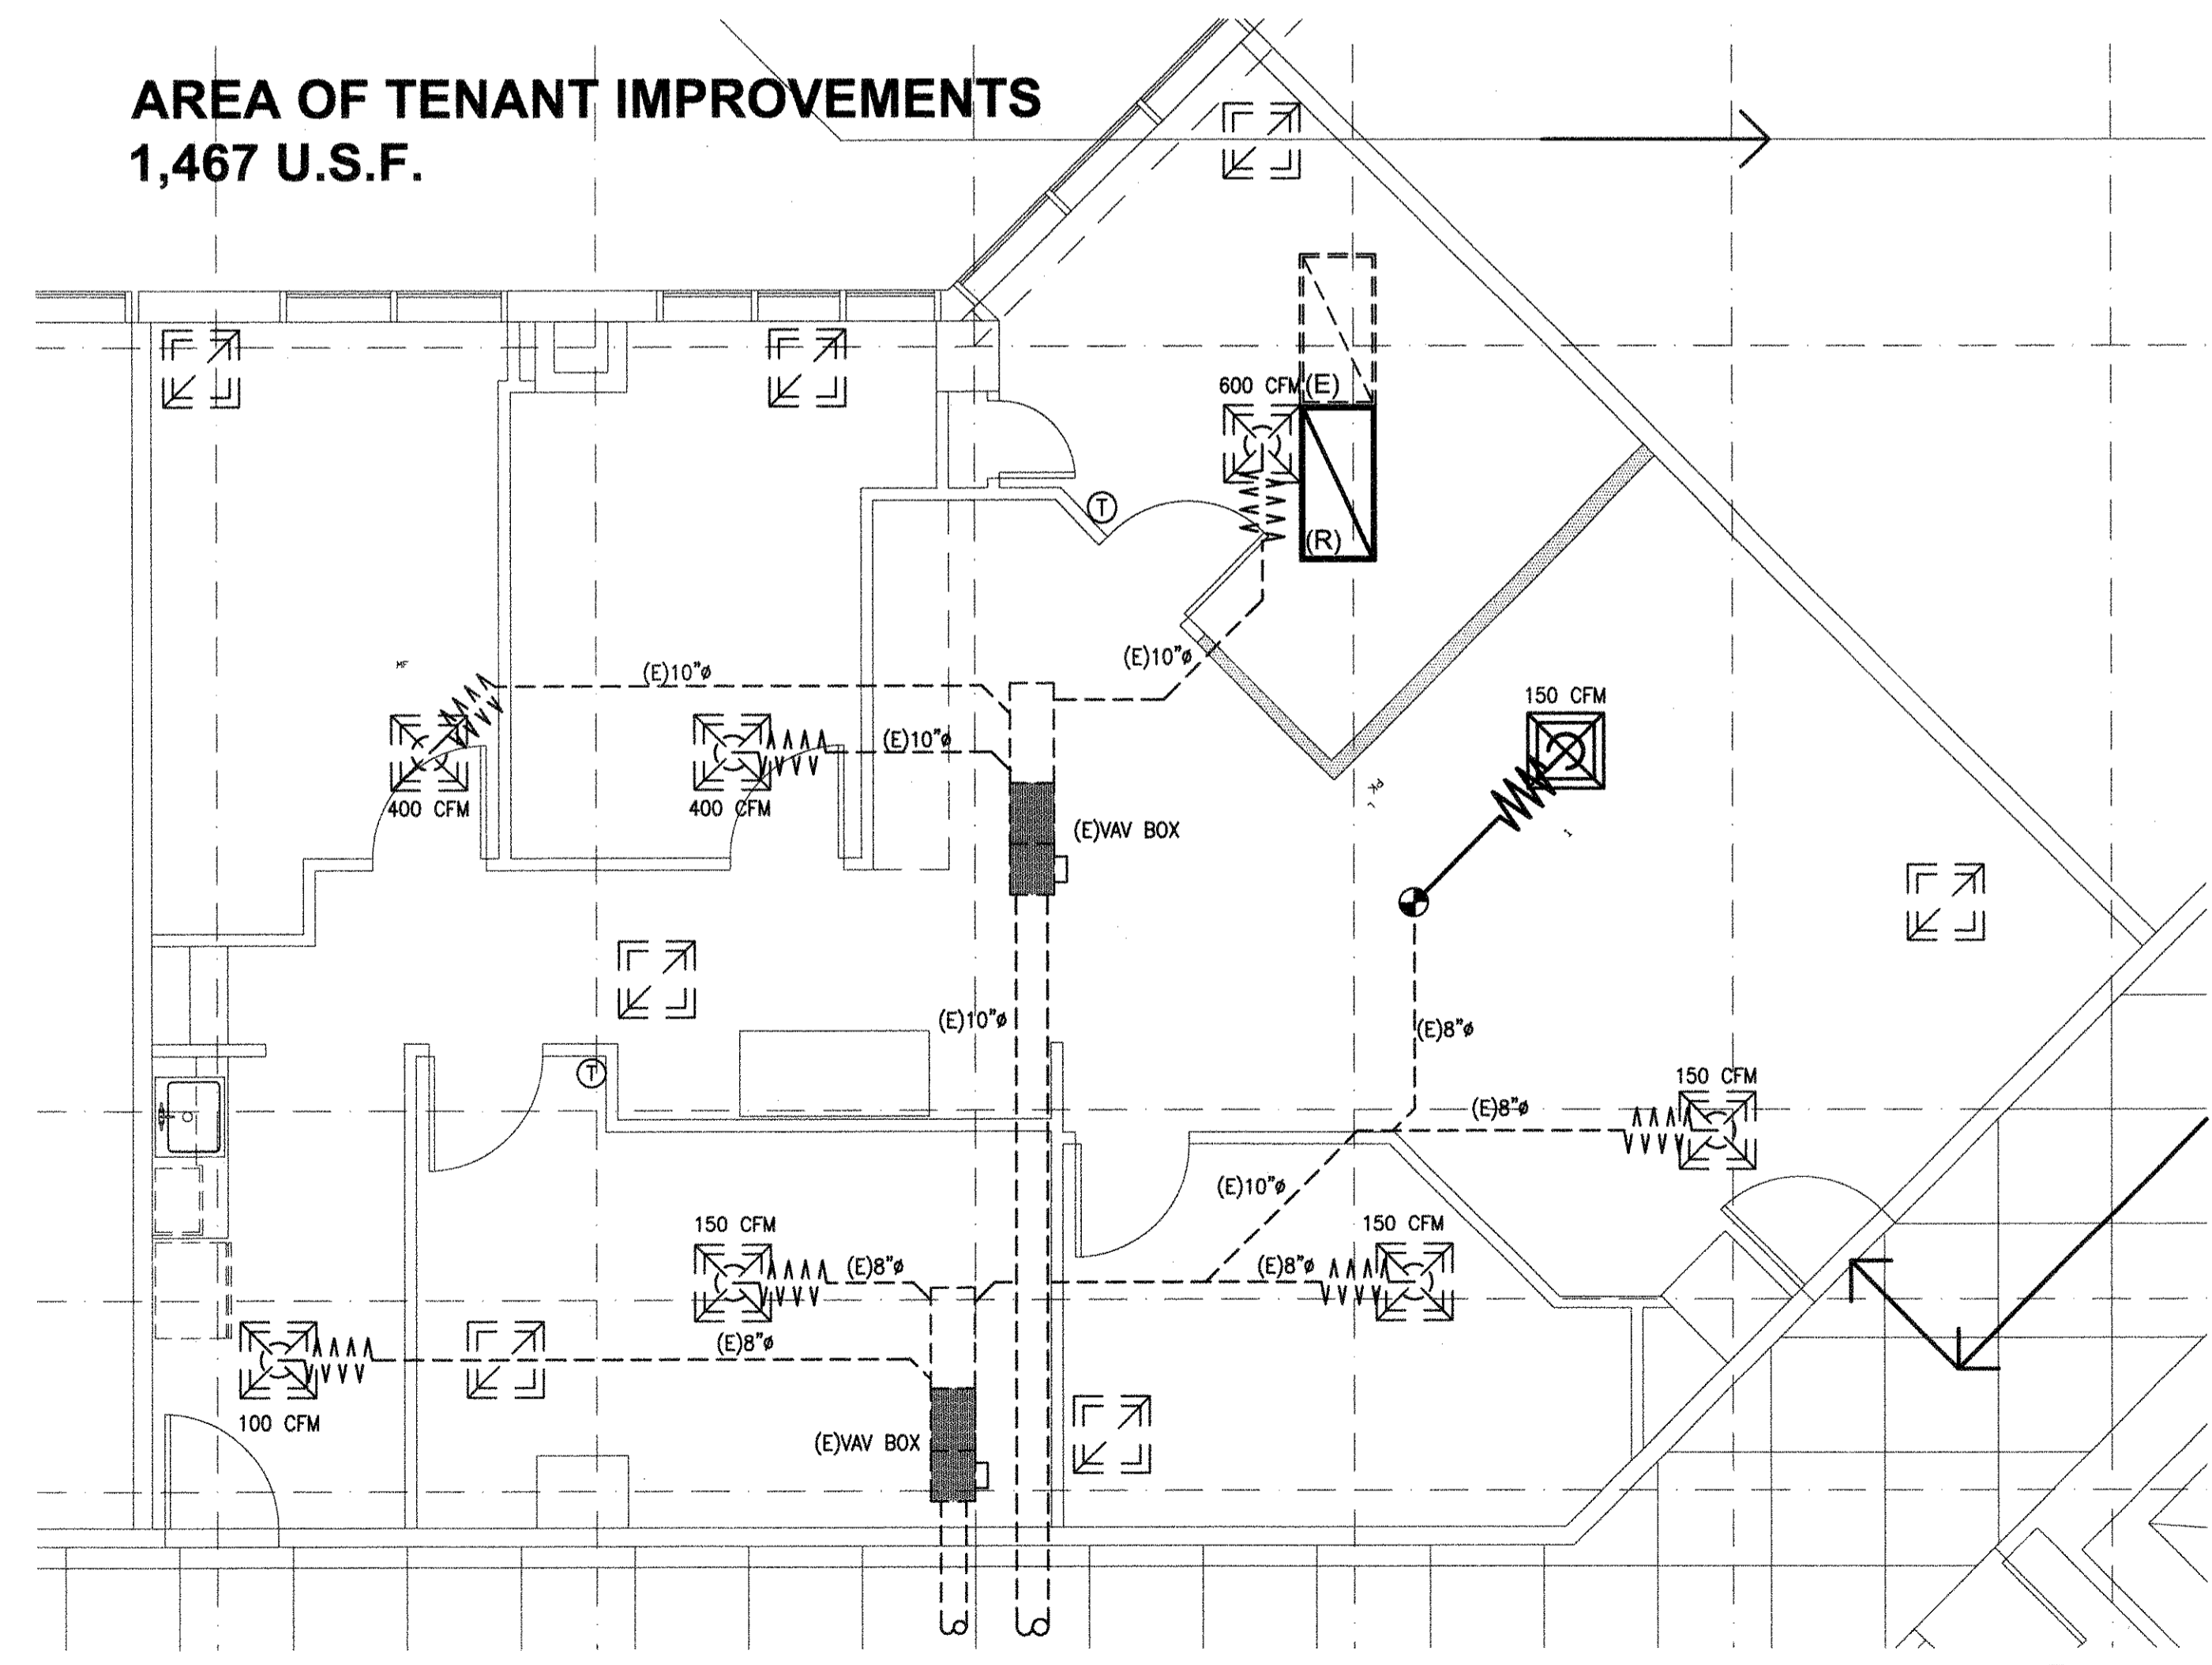 AREA OF TENANT IMPROVEMENTS
1,467 U.S.F.
600 CFM
(E)
T
(R)
MF
(E)10"ø
(E)10"ø
150 CFM
(E)10"ø
400 CFM
400 CFM
(E)VAV BOX
(E)10"ø
(E)8"ø
T
150 CFM
(E)8"ø
(E)10"ø
150 CFM
150 CFM
(E)8"ø
(E)8"ø
(E)8"ø
100 CFM
(E)VAV BOX